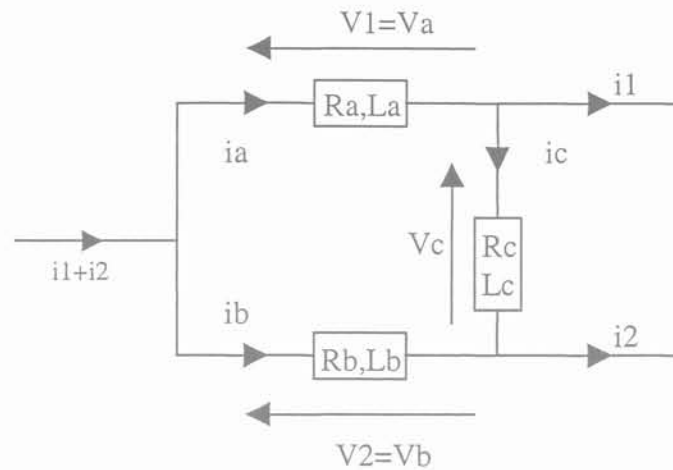 V1=Va
i1
Ra,La
ia
ic
Vc
Rc
Lc
i1+i2
ib
i2
Rb,Lb
V2=Vb